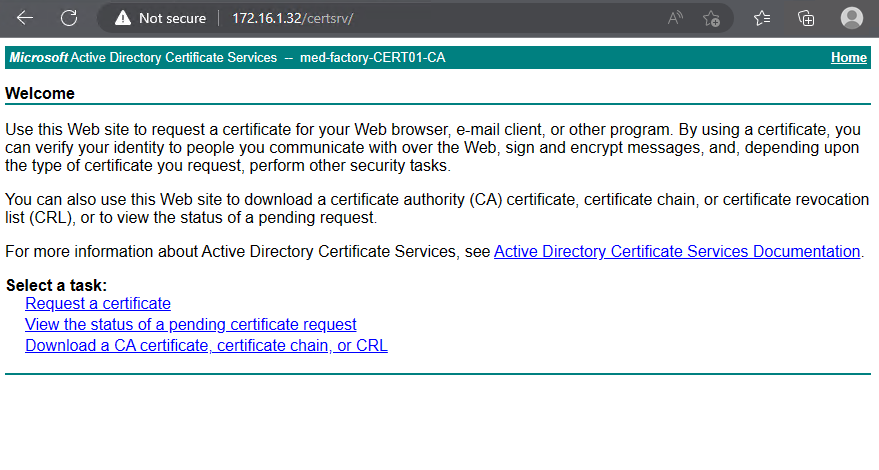 Not secure | 172.16.1.32/certsrv/
Microsoft Active Directory Certificate Services -- med-factory-CERT01-CA Home
Welcome
Use this Web site to request a certificate for your Web browser, e-mail client, or other program. By using a certificate, you
can verify your identity to people you communicate with over the Web, sign and encrypt messages, and, depending upon
the type of certificate you request, perform other security tasks.
You can also use this Web site to download a certificate authority (CA) certificate, certificate chain, or certificate revocation
list (CRL), or to view the status of a pending request.
For more information about Active Directory Certificate Services, see Active Directory Certificate Services Documentation.
Select a task:
Request a certificate
View the status of a pending certificate request
Download a CA certificate, certificate chain, or CRL